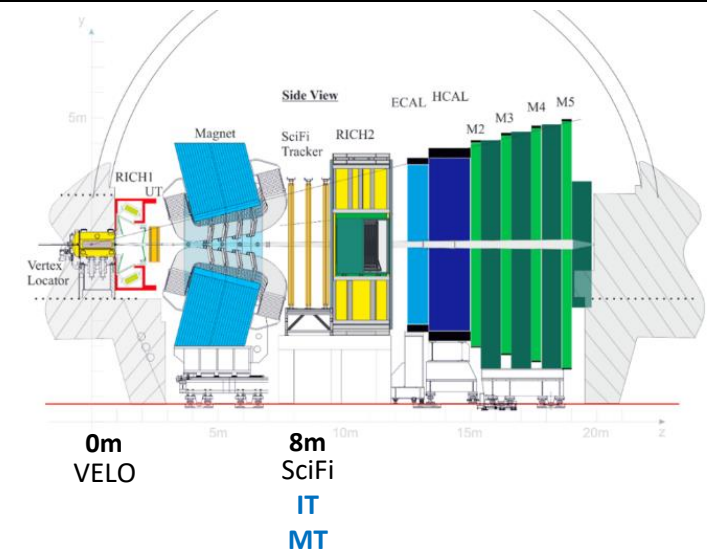 y
5m
Side View
ECAL HCAL
M2 M3 M4 M5
Magnet
SciFi
Tracker
RICH2
RICH1
UT
Vertex
Locator
5m 10m 15m 20m z
0m
VELO
8m
SciFi
IT
MT